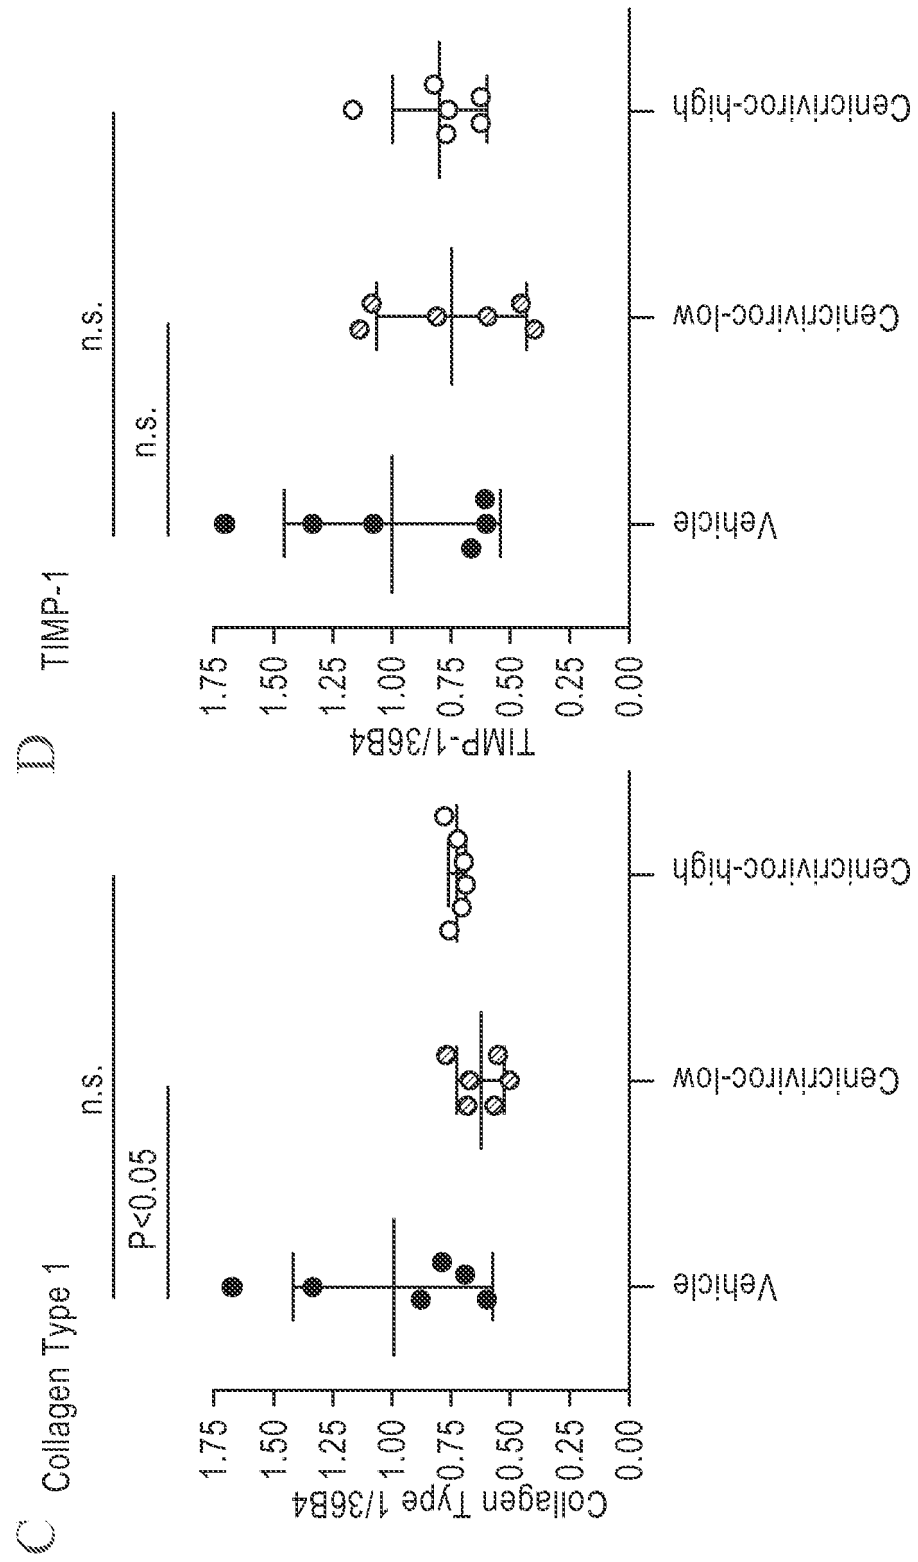 C
Collagen Type 1
n.s.
P<0.05
Collagen Type 1/36B4
1.75
1.50
1.25
1.00
0.75
0.50
0.25
0.00
Vehicle
Cenicriviroc-low
Cenicriviroc-high
D
TIMP-1
n.s.
n.s.
TIMP-1/36B4
1.75
1.50
1.25
1.00
0.75
0.50
0.25
0.00
Vehicle
Cenicriviroc-low
Cenicriviroc-high